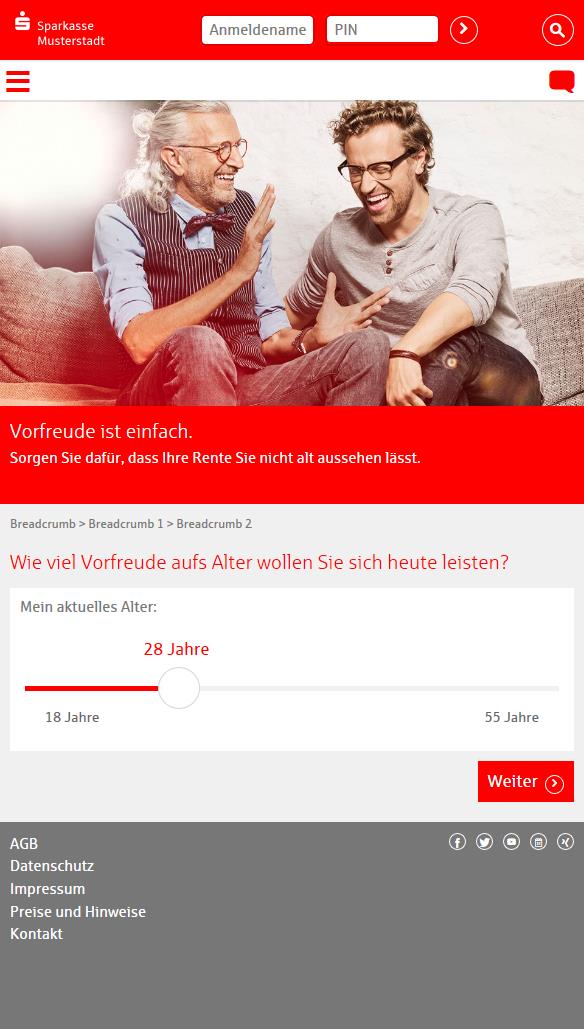 Sparkasse
Musterstadt
Anmeldename
PIN
Vorfreude ist einfach.
Sorgen Sie dafür, dass Ihre Rente Sie nicht alt aussehen lässt.
Breadcrumb > Breadcrumb 1 > Breadcrumb 2
Wie viel Vorfreude aufs Alter wollen Sie sich heute leisten?
Mein aktuelles Alter:
28 Jahre
18 Jahre
55 Jahre
Weiter
AGB
Datenschutz
Impressum
Preise und Hinweise
Kontakt